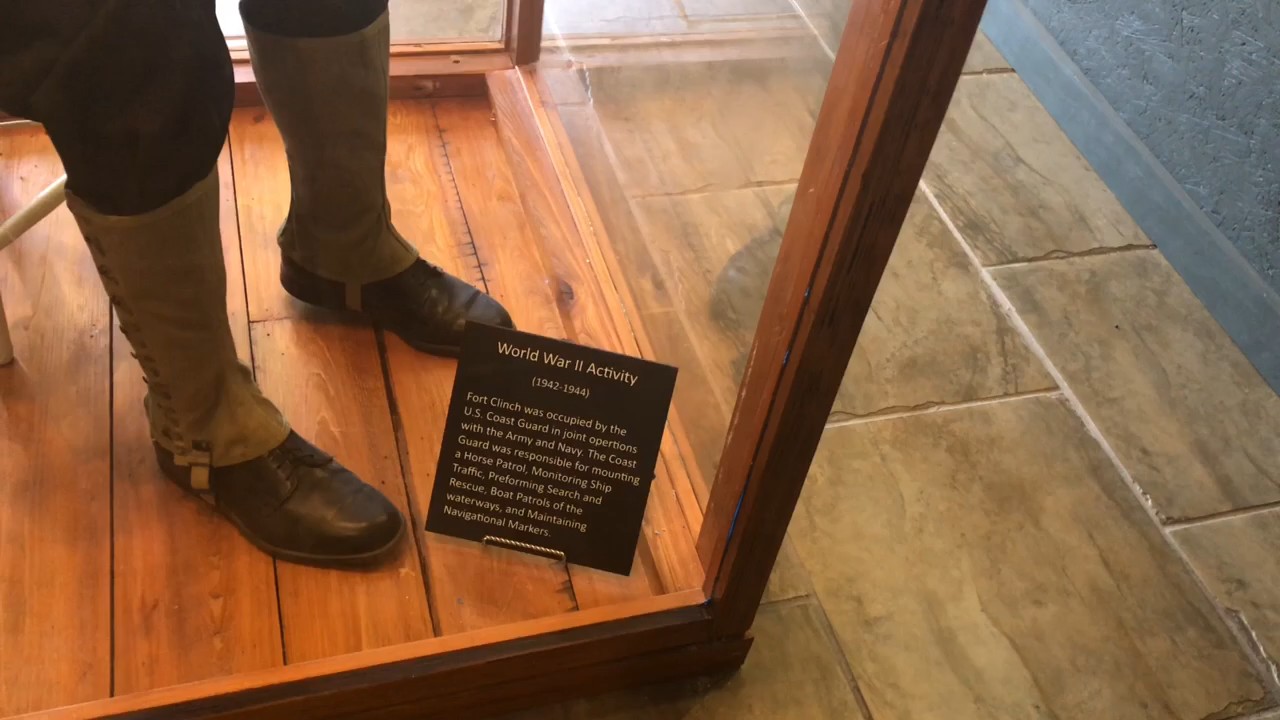 World War II Activity
(1942-1944)
Fort Clinch was occupied by the
U.S. Coast Guard in joint opertions
with the Army and Navy. The Coast
Guard was responsible for mounting
a Horse Patrol, Monitoring Ship
Traffic, Preforming Search and
Rescue, Boat Patrols of the
waterways, and Maintaining
Navigational Markers.